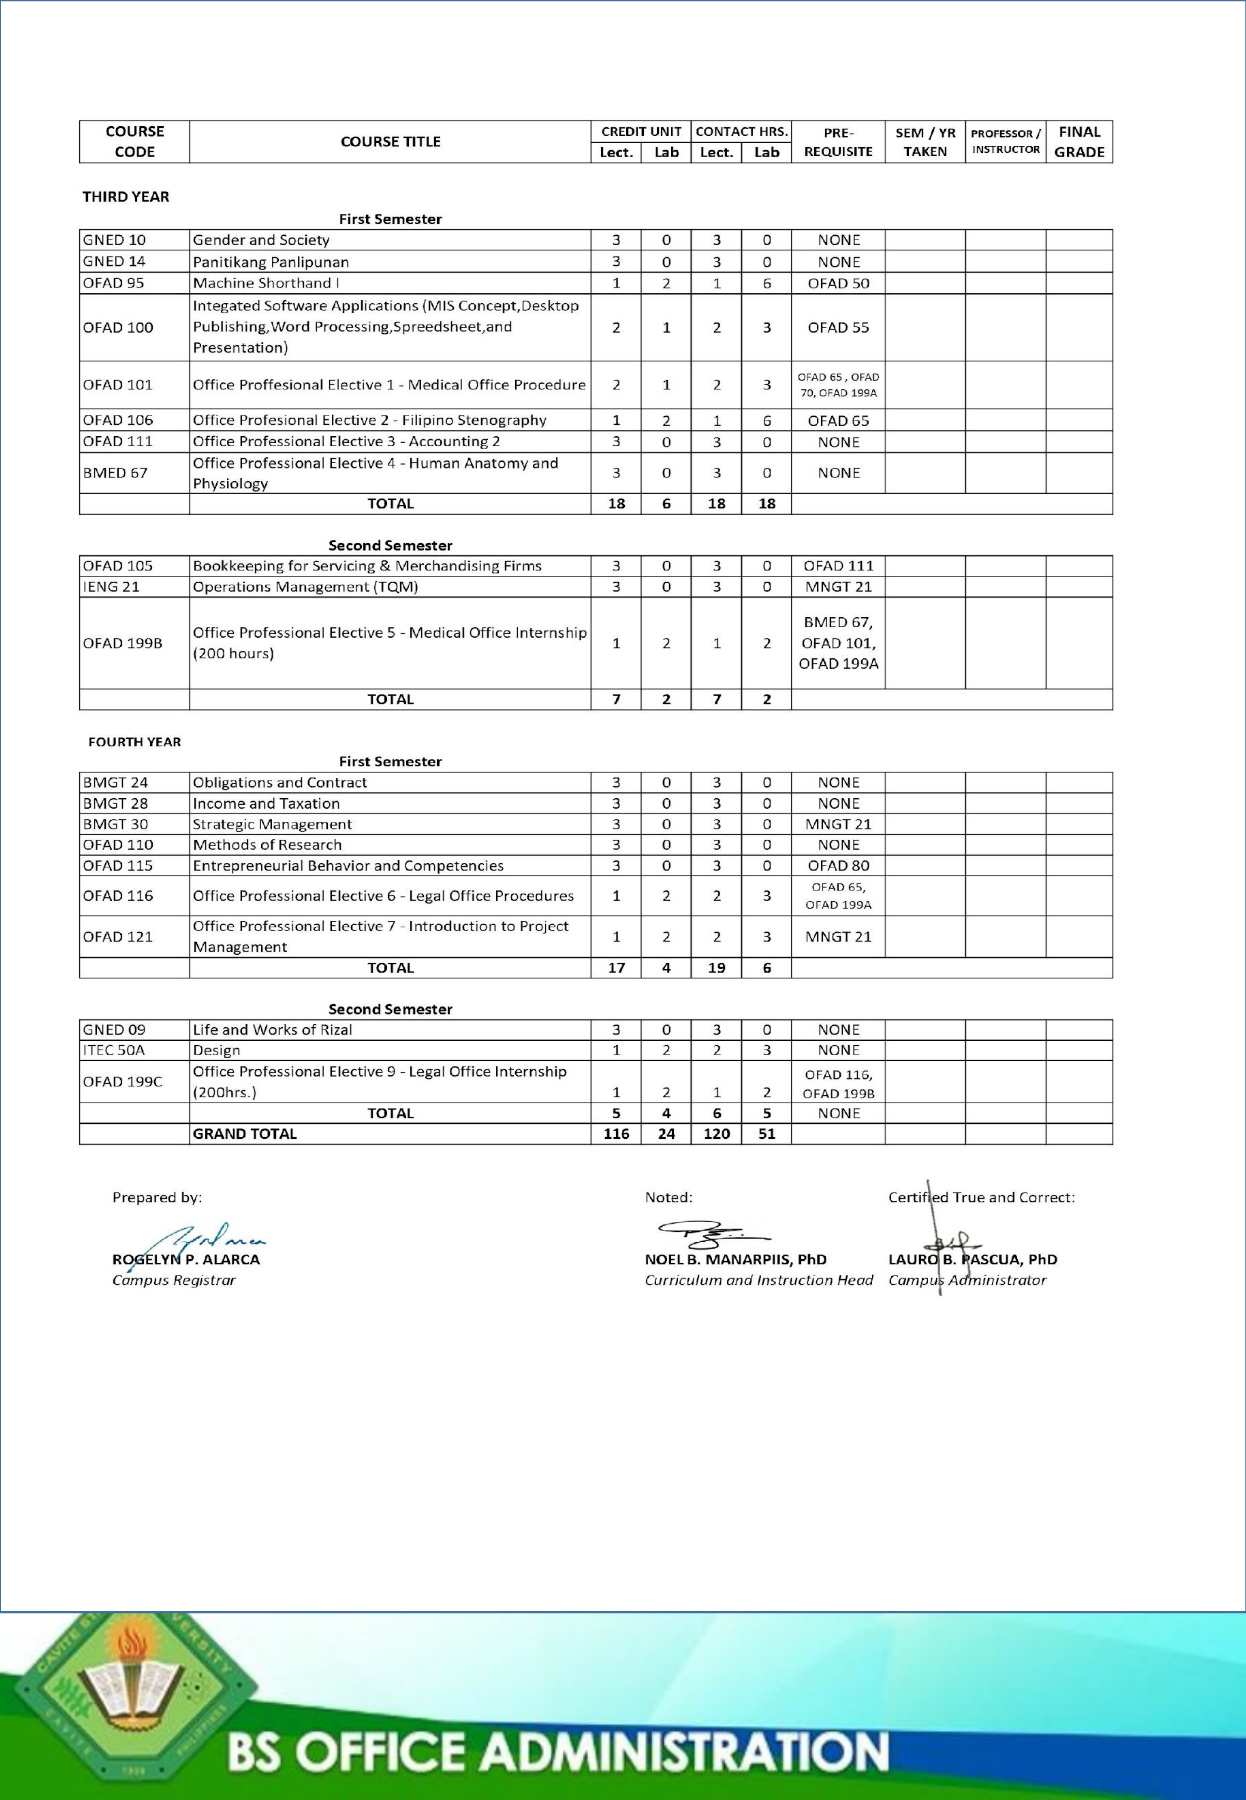 COURSE CODE COURSE TITLE CREDIT UNIT CONTACT HRS. PRE-REQUISITE SEM / YR TAKEN PROFESSOR / INSTRUCTOR FINAL GRADE
Lect. Lab Lect. Lab
THIRD YEAR
First Semester
GNED 10 Gender and Society 3 0 3 0 NONE
GNED 14 Panitikang Panlipunan 3 0 3 0 NONE
OFAD 95 Machine Shorthand I 1 2 1 6 OFAD 50
Integated Software Applications (MIS Concept,Desktop
OFAD 100 Publishing,Word Processing,Spreedsheet,and 2 1 2 3 OFAD 55
Presentation)
OFAD 101 Office Proffesional Elective 1 - Medical Office Procedure 2 1 2 3 OFAD 65 , OFAD
70, OFAD 199A
OFAD 106 Office Profesional Elective 2 - Filipino Stenography 1 2 1 6 OFAD 65
OFAD 111 Office Professional Elective 3 - Accounting 2 3 0 3 0 NONE
BMED 67 Office Professional Elective 4 - Human Anatomy and 3 0 3 0 NONE
Physiology
TOTAL 18 6 18 18
Second Semester
OFAD 105 Bookkeeping for Servicing & Merchandising Firms 3 0 3 0 OFAD 111
IENG 21 Operations Management (TQM) 3 0 3 0 MNGT 21
OFAD 199B Office Professional Elective 5 - Medical Office Internship 1 2 1 2 BMED 67,
(200 hours) OFAD 101,
OFAD 199A
TOTAL 7 2 7 2
FOURTH YEAR
First Semester
BMGT 24 Obligations and Contract 3 0 3 0 NONE
BMGT 28 Income and Taxation 3 0 3 0 NONE
BMGT 30 Strategic Management 3 0 3 0 MNGT 21
OFAD 110 Methods of Research 3 0 3 0 NONE
OFAD 115 Entrepreneurial Behavior and Competencies 3 0 3 0 OFAD 80
OFAD 116 Office Professional Elective 6 - Legal Office Procedures 1 2 2 3 OFAD 65,
OFAD 199A
OFAD 121 Office Professional Elective 7 - Introduction to Project 1 2 2 3 MNGT 21
Management
TOTAL 17 4 19 6
Second Semester
GNED 09 Life and Works of Rizal 3 0 3 0 NONE
ITEC 50A Design 1 2 2 3 NONE
OFAD 199C Office Professional Elective 9 - Legal Office Internship OFAD 116,
(200hrs.) 1 2 1 2 OFAD 199B
TOTAL 5 4 6 5 NONE
GRAND TOTAL 116 24 120 51
Prepared by: Noted: Certified True and Correct:
ROGELYN P. ALARCA NOEL B. MANARPIIS, PhD LAURO B. PASCUA, PhD
Campus Registrar Curriculum and Instruction Head Campus Administrator
BS OFFICE ADMINISTRATION